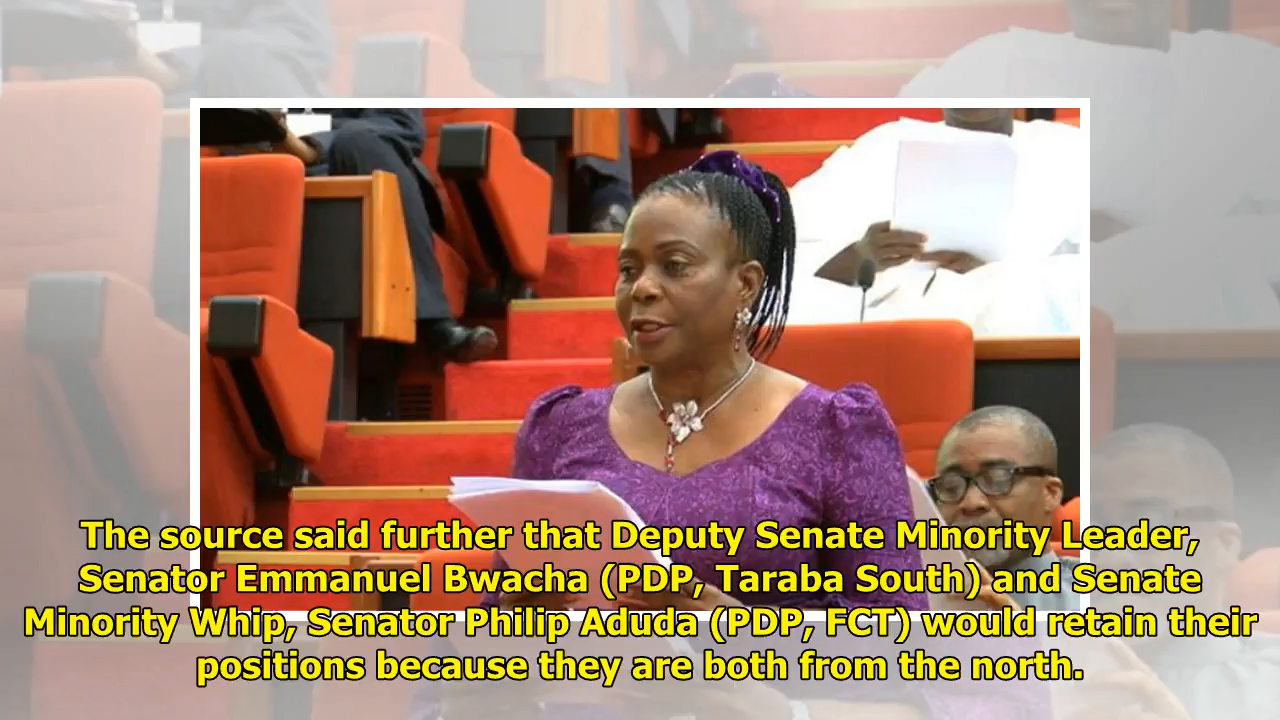 The source said further that Deputy Senate Minority Leader,
Senator Emmanuel Bwacha (PDP, Taraba South) and Senate
Minority Whip, Senator Philip Aduda (PDP, FCT) would retain their
positions because they are both from the north.